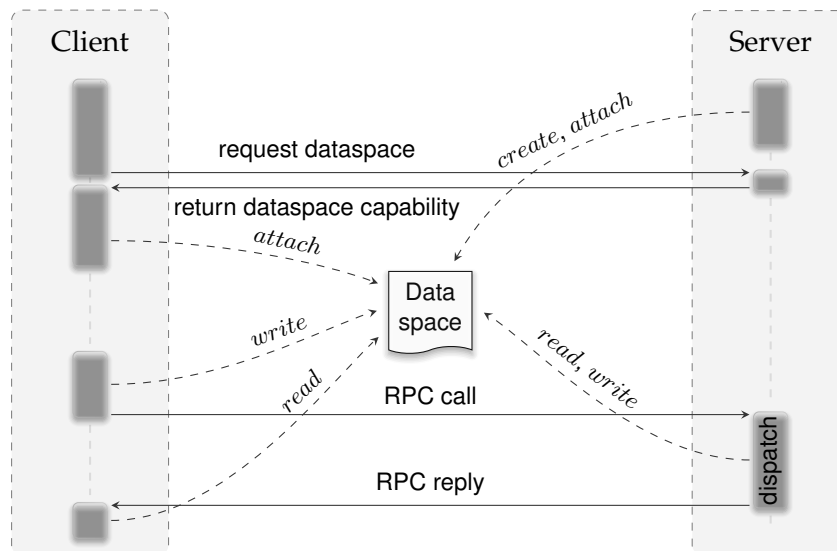 Client
Server
create, attach
request dataspace
return dataspace capability
attach
Data
space
write
read, write
read
RPC call
dispatch
RPC reply